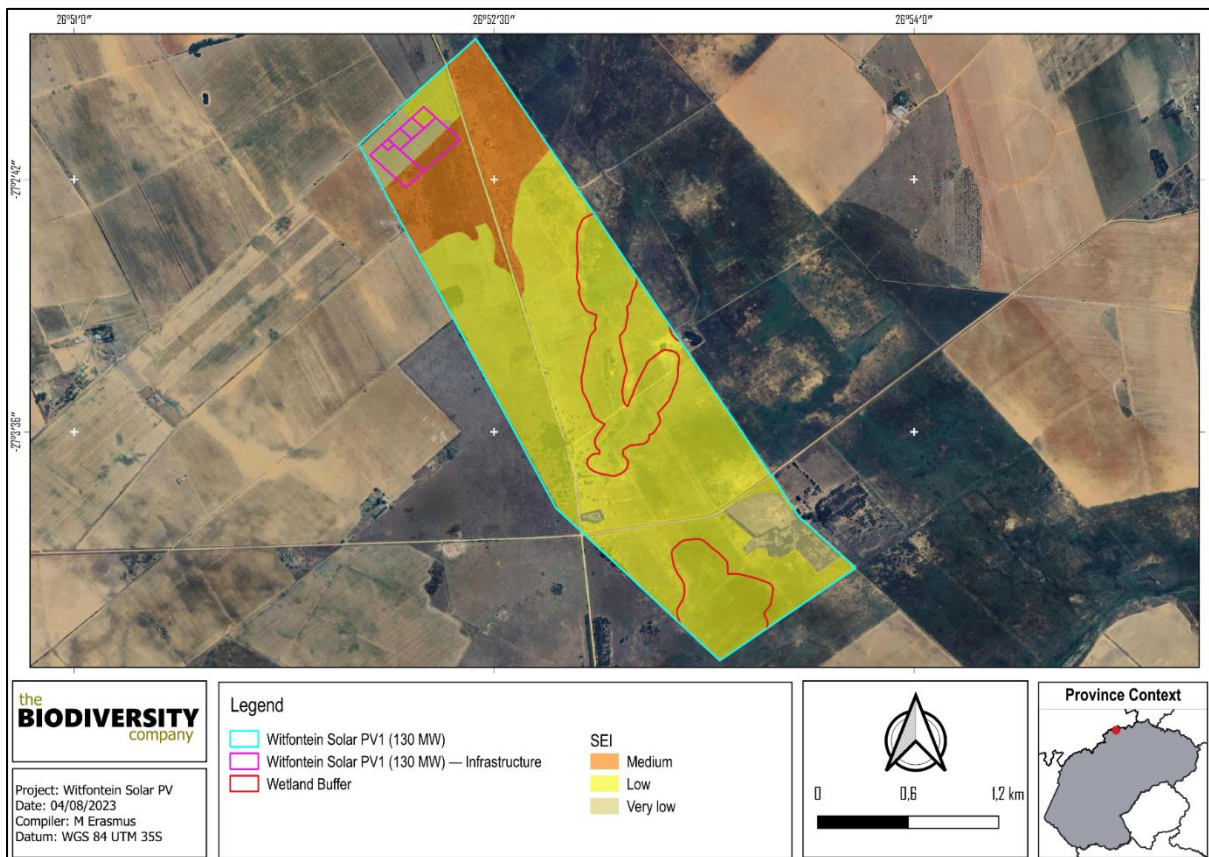 26°51'0" 26°52'30" 26°54'0"
-27°2'42"
-27°3'36"
the
BIODIVERSITY
company
Project: Witfontein Solar PV
Date: 04/08/2023
Compiler: M Erasmus
Datum: WGS 84 UTM 35S
Legend
Witfontein Solar PV1 (130 MW)
Witfontein Solar PV1 (130 MW) — Infrastructure
Wetland Buffer
SEI
Medium
Low
Very low
0 0,6 1,2 km
Province Context